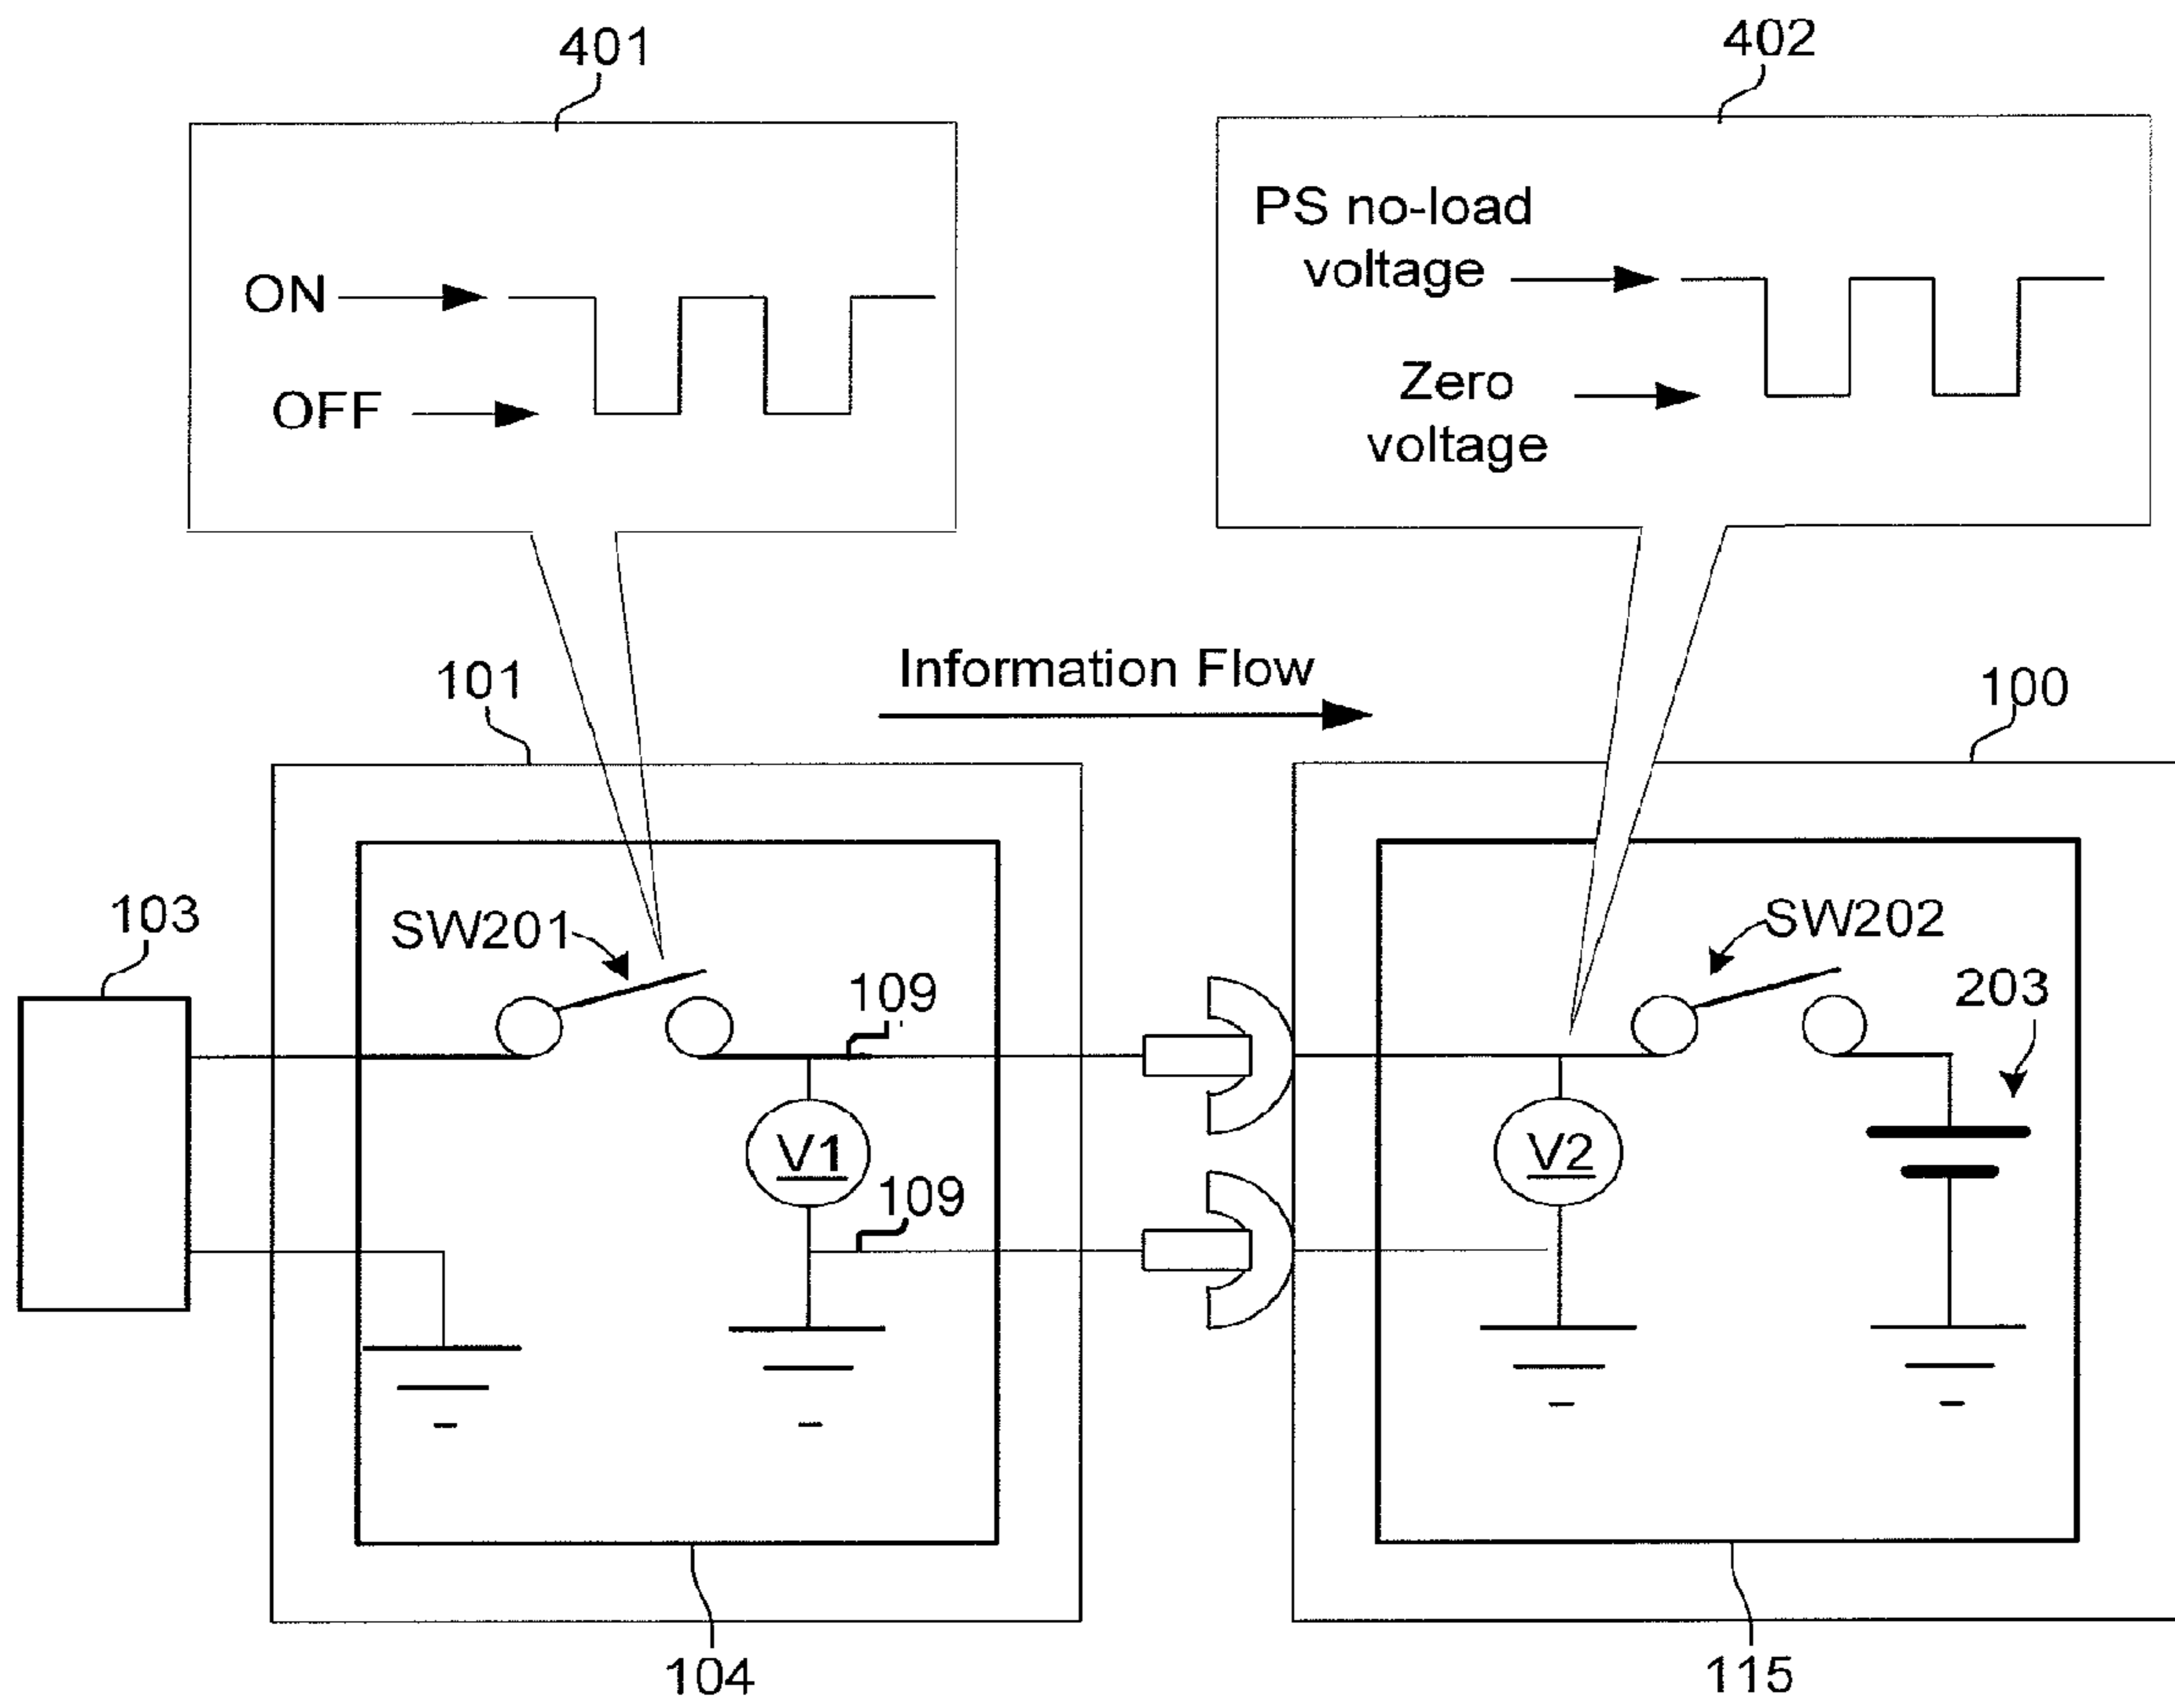 401
402
ON
OFF
PS no-load
voltage
Zero
voltage
Information Flow
101
100
103
SW201
109
SW202
203
V1
V2
109
104
115